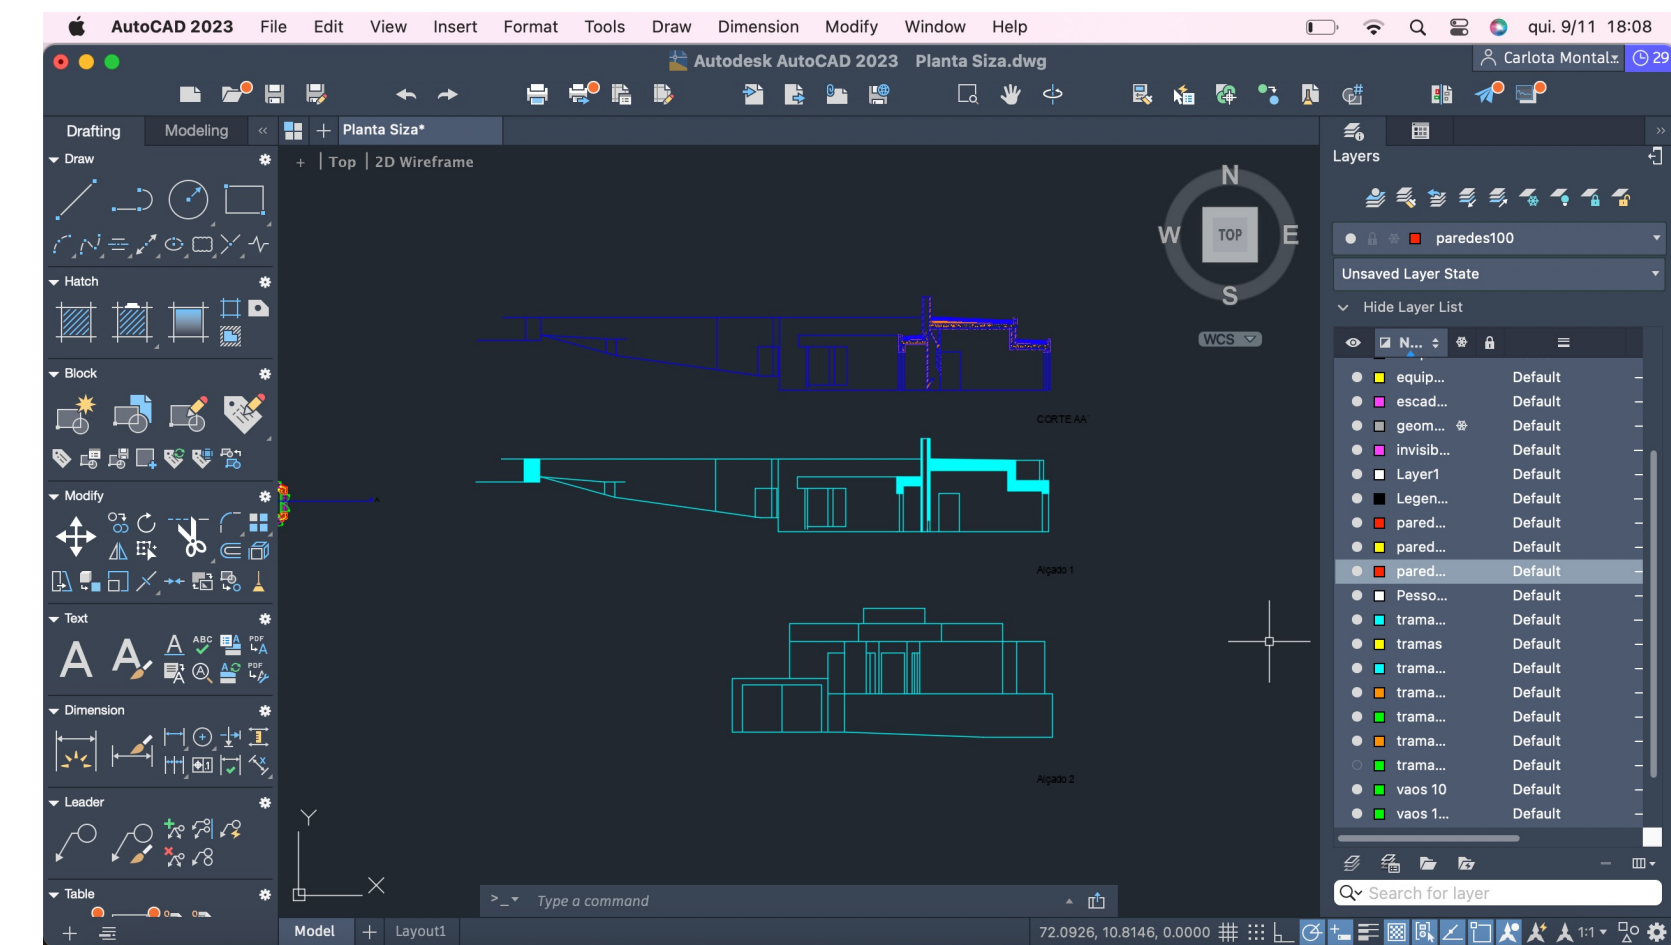 AutoCAD 2023 File Edit View Insert Format Tools Draw Dimension Modify Window Help qui. 9/11 18:08
Autodesk AutoCAD 2023 Planta Siza.dwg
Carlota Montal... 29
Drafting Modeling « Planta Siza*
Layers
Draw
+ | Top | 2D Wireframe
N
W TOP E
S
WCS
paredes100
Unsaved Layer State
Hide Layer List
N...
Hatch
Block
Modify
Text
A A A ABC PDF
PDF
Dimension
Leader
Table
CORTE AA
Alçado 1
Alçado 2
equip... Default
escad... Default
geom... Default
invisib... Default
Layer1 Default
Legen... Default
pared... Default
pared... Default
pared... Default
Pesso... Default
trama... Default
tramas Default
trama... Default
trama... Default
trama... Default
trama... Default
trama... Default
vaos 10 Default
vaos 1... Default
Search for layer
Y
X
>_ Type a command
Model + Layout1
72.0926, 10.8146, 0.0000 1:1